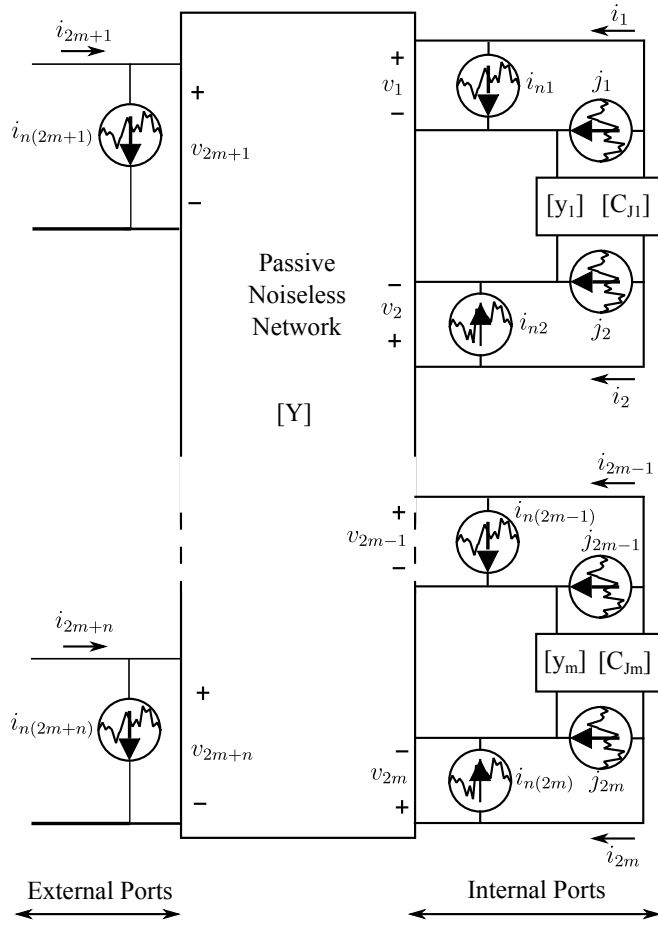 i_{2m+1}
i_{n(2m+1)}
+
v_{2m+1}
−
Passive
Noiseless
Network
[Y]
i_{2m+n}
i_{n(2m+n)}
+
v_{2m+n}
−
i_1
+
v_1
−
i_{n1}
j_1
[y_1] [C_{J1}]
−
v_2
+
i_{n2}
j_2
i_2
i_{2m−1}
+
v_{2m−1}
−
i_{n(2m−1)}
j_{2m−1}
[y_m] [C_{Jm}]
−
v_{2m}
+
i_{n(2m)}
j_{2m}
i_{2m}
External Ports
Internal Ports